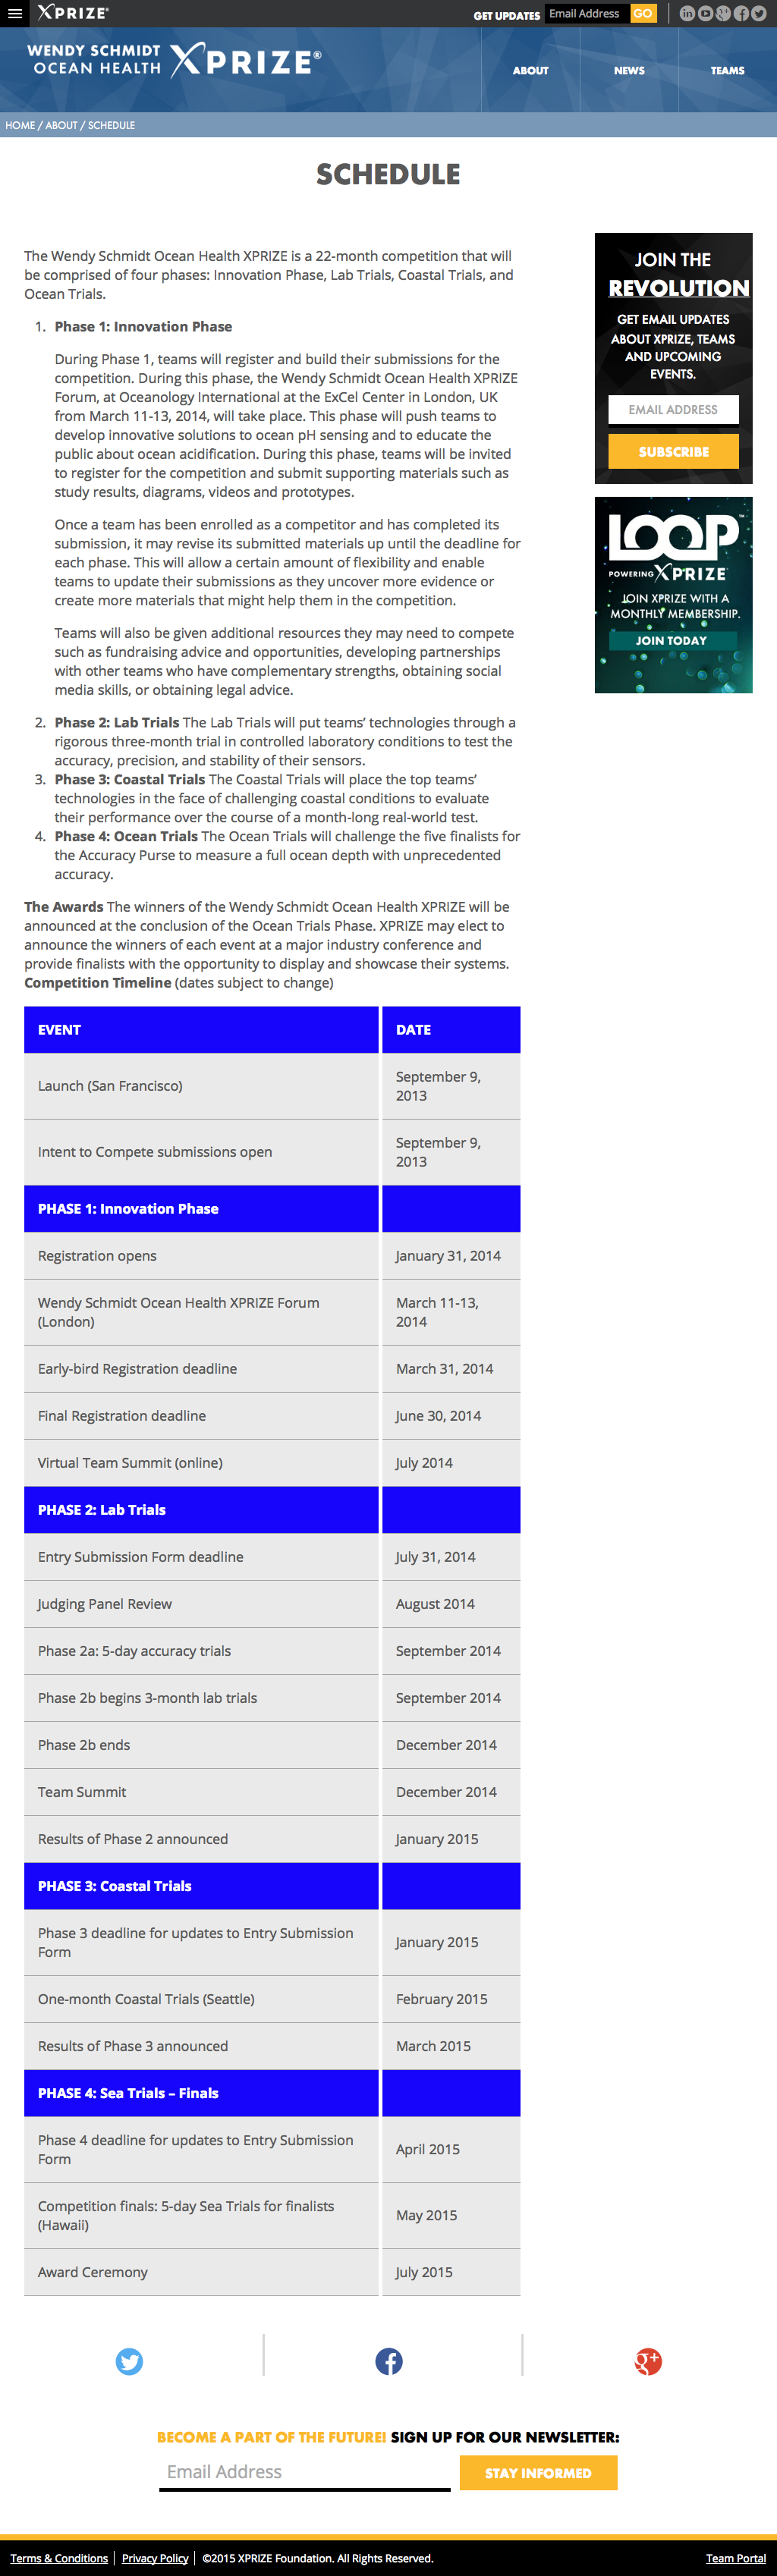 XPRIZE®
GET UPDATES Email Address GO
WENDY SCHMIDT
OCEAN HEALTH XPRIZE®
ABOUT NEWS TEAMS
HOME / ABOUT / SCHEDULE
SCHEDULE
The Wendy Schmidt Ocean Health XPRIZE is a 22-month competition that will
be comprised of four phases: Innovation Phase, Lab Trials, Coastal Trials, and
Ocean Trials.
1. Phase 1: Innovation Phase
During Phase 1, teams will register and build their submissions for the
competition. During this phase, the Wendy Schmidt Ocean Health XPRIZE
Forum, at Oceanology International at the ExCel Center in London, UK
from March 11-13, 2014, will take place. This phase will push teams to
develop innovative solutions to ocean pH sensing and to educate the
public about ocean acidification. During this phase, teams will be invited
to register for the competition and submit supporting materials such as
study results, diagrams, videos and prototypes.
Once a team has been enrolled as a competitor and has completed its
submission, it may revise its submitted materials up until the deadline for
each phase. This will allow a certain amount of flexibility and enable
teams to update their submissions as they uncover more evidence or
create more materials that might help them in the competition.
Teams will also be given additional resources they may need to compete
such as fundraising advice and opportunities, developing partnerships
with other teams who have complementary strengths, obtaining social
media skills, or obtaining legal advice.
2. Phase 2: Lab Trials The Lab Trials will put teams’ technologies through a
rigorous three-month trial in controlled laboratory conditions to test the
accuracy, precision, and stability of their sensors.
3. Phase 3: Coastal Trials The Coastal Trials will place the top teams’
technologies in the face of challenging coastal conditions to evaluate
their performance over the course of a month-long real-world test.
4. Phase 4: Ocean Trials The Ocean Trials will challenge the five finalists for
the Accuracy Purse to measure a full ocean depth with unprecedented
accuracy.
The Awards The winners of the Wendy Schmidt Ocean Health XPRIZE will be
announced at the conclusion of the Ocean Trials Phase. XPRIZE may elect to
announce the winners of each event at a major industry conference and
provide finalists with the opportunity to display and showcase their systems.
Competition Timeline (dates subject to change)
EVENT DATE
Launch (San Francisco) September 9,
2013
Intent to Compete submissions open September 9,
2013
PHASE 1: Innovation Phase
Registration opens January 31, 2014
Wendy Schmidt Ocean Health XPRIZE Forum March 11-13,
(London) 2014
Early-bird Registration deadline March 31, 2014
Final Registration deadline June 30, 2014
Virtual Team Summit (online) July 2014
PHASE 2: Lab Trials
Entry Submission Form deadline July 31, 2014
Judging Panel Review August 2014
Phase 2a: 5-day accuracy trials September 2014
Phase 2b begins 3-month lab trials September 2014
Phase 2b ends December 2014
Team Summit December 2014
Results of Phase 2 announced January 2015
PHASE 3: Coastal Trials
Phase 3 deadline for updates to Entry Submission
Form January 2015
One-month Coastal Trials (Seattle) February 2015
Results of Phase 3 announced March 2015
PHASE 4: Sea Trials – Finals
Phase 4 deadline for updates to Entry Submission
Form April 2015
Competition finals: 5-day Sea Trials for finalists
(Hawaii) May 2015
Award Ceremony July 2015
JOIN THE
REVOLUTION
GET EMAIL UPDATES
ABOUT XPRIZE, TEAMS
AND UPCOMING
EVENTS.
EMAIL ADDRESS
SUBSCRIBE
LOOP™
POWERING XPRIZE
JOIN XPRIZE WITH A
MONTHLY MEMBERSHIP.
JOIN TODAY
BECOME A PART OF THE FUTURE! SIGN UP FOR OUR NEWSLETTER:
Email Address STAY INFORMED
Terms & Conditions | Privacy Policy | ©2015 XPRIZE Foundation. All Rights Reserved. Team Portal